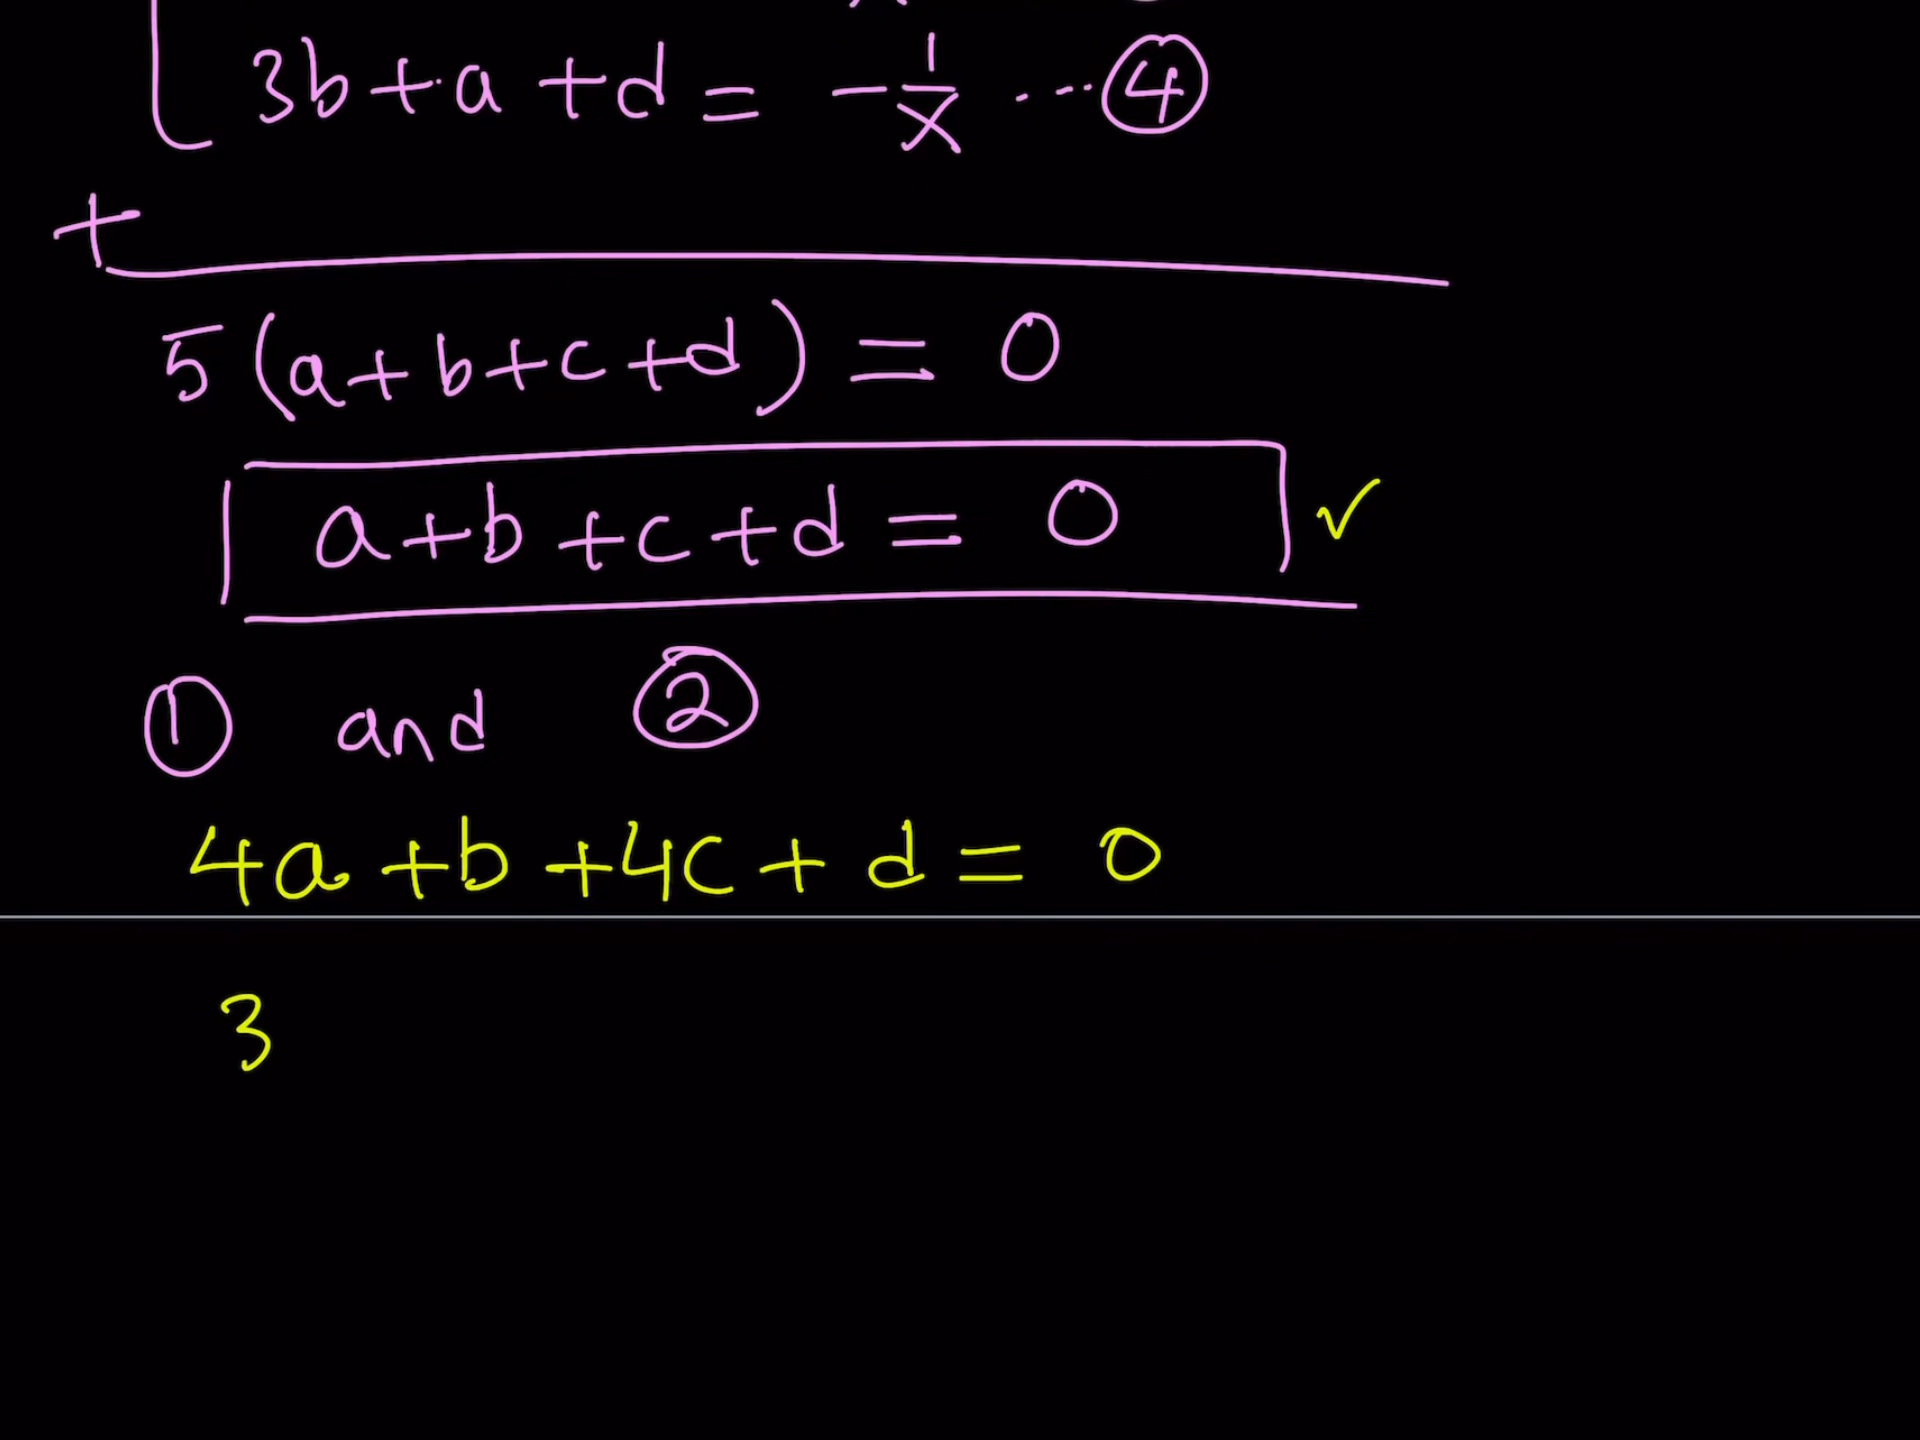 3b+a+d = -1/x ... ④
+
5(a+b+c+d) = 0
a+b+c+d = 0 ✓
① and ②
4a+b+4c+d = 0
3